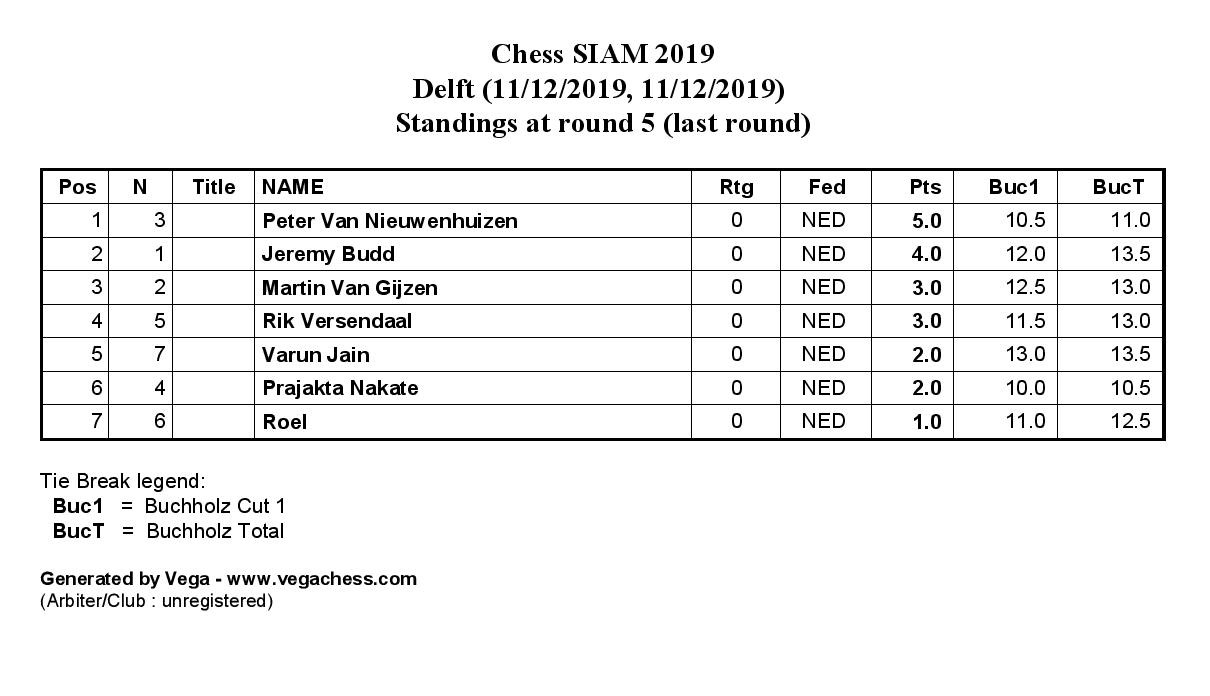 Chess SIAM 2019
Delft (11/12/2019, 11/12/2019)
Standings at round 5 (last round)
Pos N Title NAME Rtg Fed Pts Buc1 BucT
1 3 Peter Van Nieuwenhuizen 0 NED 5.0 10.5 11.0
2 1 Jeremy Budd 0 NED 4.0 12.0 13.5
3 2 Martin Van Gijzen 0 NED 3.0 12.5 13.0
4 5 Rik Versendaal 0 NED 3.0 11.5 13.0
5 7 Varun Jain 0 NED 2.0 13.0 13.5
6 4 Prajakta Nakate 0 NED 2.0 10.0 10.5
7 6 Roel 0 NED 1.0 11.0 12.5
Tie Break legend:
Buc1 = Buchholz Cut 1
BucT = Buchholz Total
Generated by Vega - www.vegachess.com
(Arbiter/Club : unregistered)